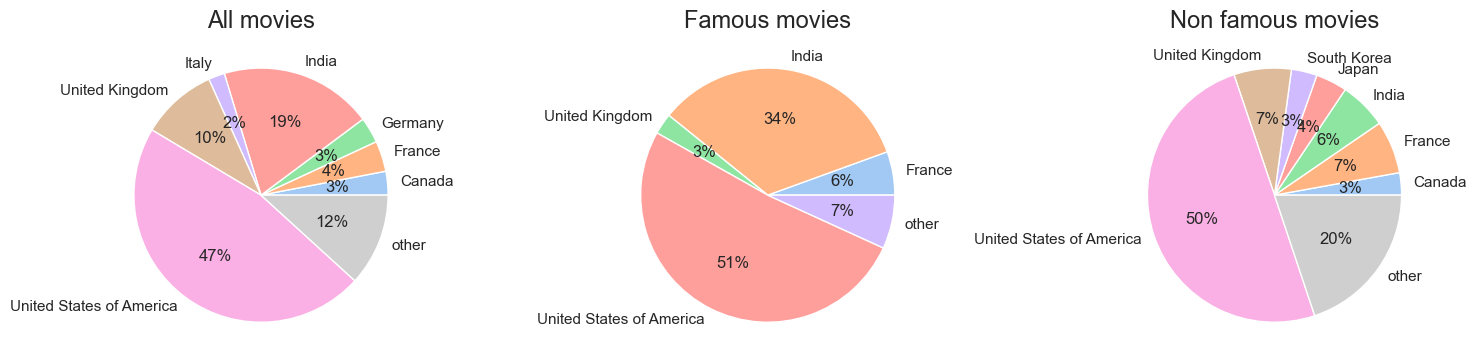 All movies
Italy
India
United Kingdom
Germany
France
Canada
other
United States of America
2%
19%
10%
3%
4%
3%
12%
47%
Famous movies
India
United Kingdom
France
other
United States of America
34%
3%
6%
7%
51%
Non famous movies
United Kingdom
South Korea
Japan
India
France
Canada
United States of America
other
7%
3%
4%
6%
7%
3%
50%
20%